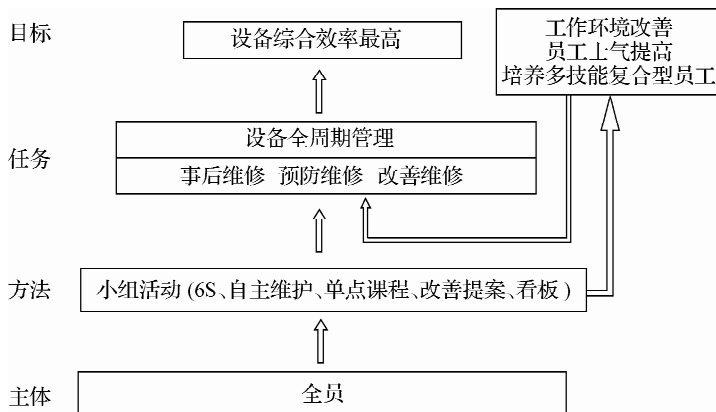 目标
设备综合效率最高
工作环境改善
员工士气提高
培养多技能复合型员工
任务
设备全周期管理
事后维修 预防维修 改善维修
方法
小组活动(6S、自主维护、单点课程、改善提案、看板)
主体
全员